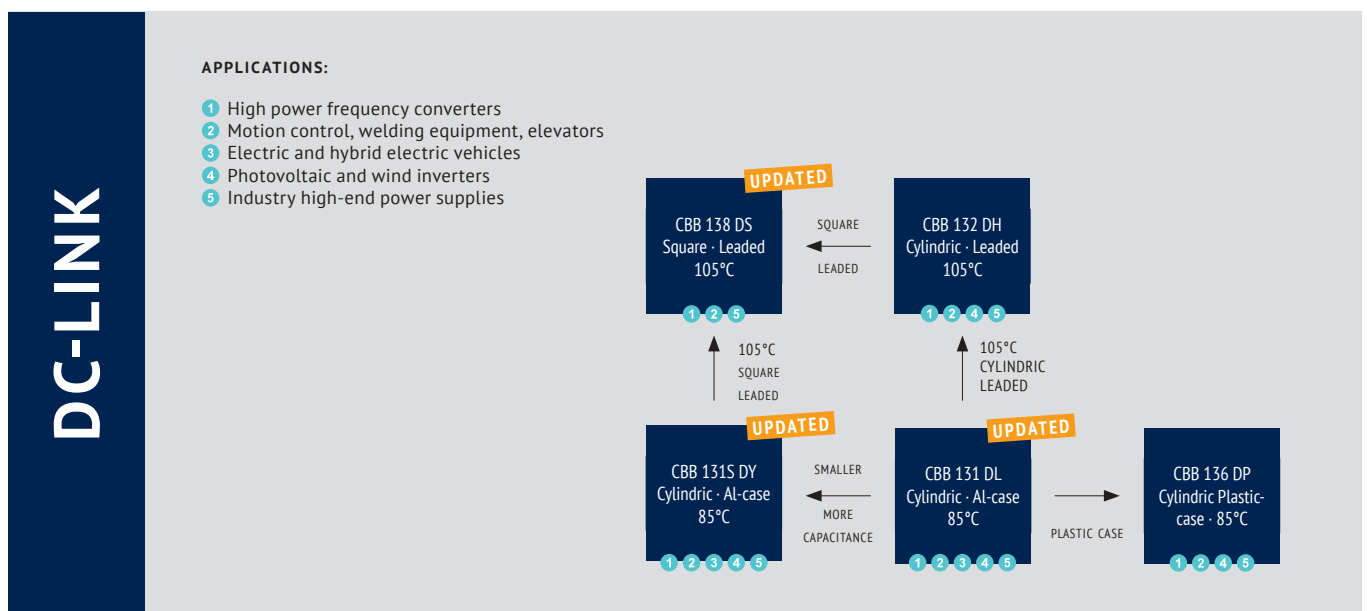 DC-LINK
APPLICATIONS:
1 High power frequency converters
2 Motion control, welding equipment, elevators
3 Electric and hybrid electric vehicles
4 Photovoltaic and wind inverters
5 Industry high-end power supplies
UPDATED
CBB 138 DS
Square · Leaded
105°C
1 2 5
SQUARE
LEADED
CBB 132 DH
Cylindric · Leaded
105°C
1 2 4 5
105°C
SQUARE
LEADED
105°C
CYLINDRIC
LEADED
UPDATED
CBB 131S DY
Cylindric · Al-case
85°C
1 2 3 4 5
SMALLER
MORE
CAPACITANCE
UPDATED
CBB 131 DL
Cylindric · Al-case
85°C
1 2 3 4 5
PLASTIC CASE
CBB 136 DP
Cylindric Plastic-
case · 85°C
1 2 4 5